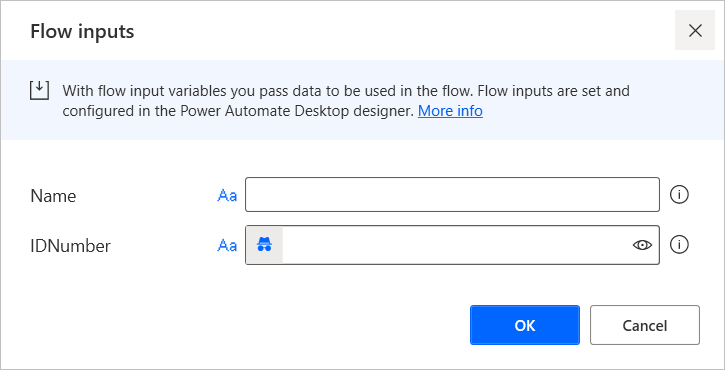 Flow inputs
With flow input variables you pass data to be used in the flow. Flow inputs are set and
configured in the Power Automate Desktop designer. More info
Name Aa
IDNumber Aa
OK Cancel